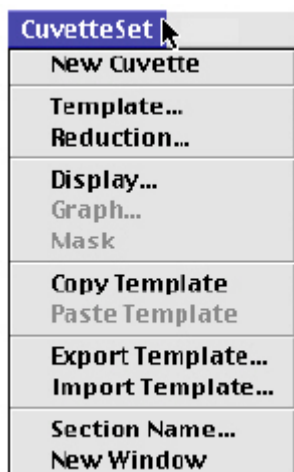 CuvetteSet
New Cuvette
Template...
Reduction...
Display...
Graph...
Mask
Copy Template
Paste Template
Export Template...
Import Template...
Section Name...
New Window